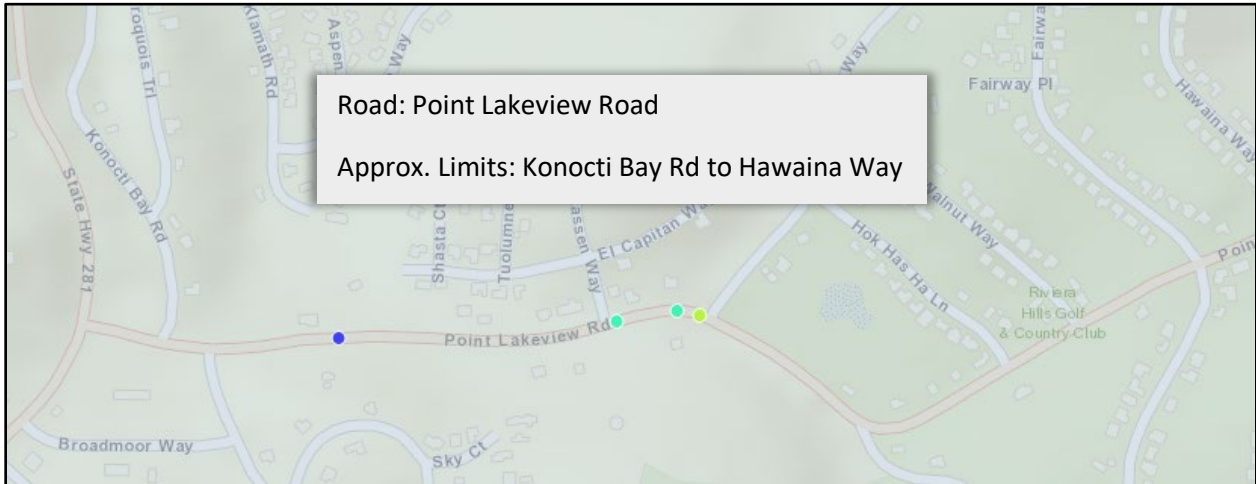 Road: Point Lakeview Road
Approx. Limits: Konocti Bay Rd to Hawaina Way
Iroquois Trl
Klamath Rd
Aspen
Way
Way
Fairwa
Fairway Pl
Hawaina Way
Konocti Bay Rd
State Hwy 281
Shasta Ct
Tuolumne
assen Way
El Capitan Wa
Walnut Way
Hok Has Ha Ln
Poin
Riviera
Hills Golf
& Country Club
Point Lakeview Rd
Broadmoor Way
Sky Ct